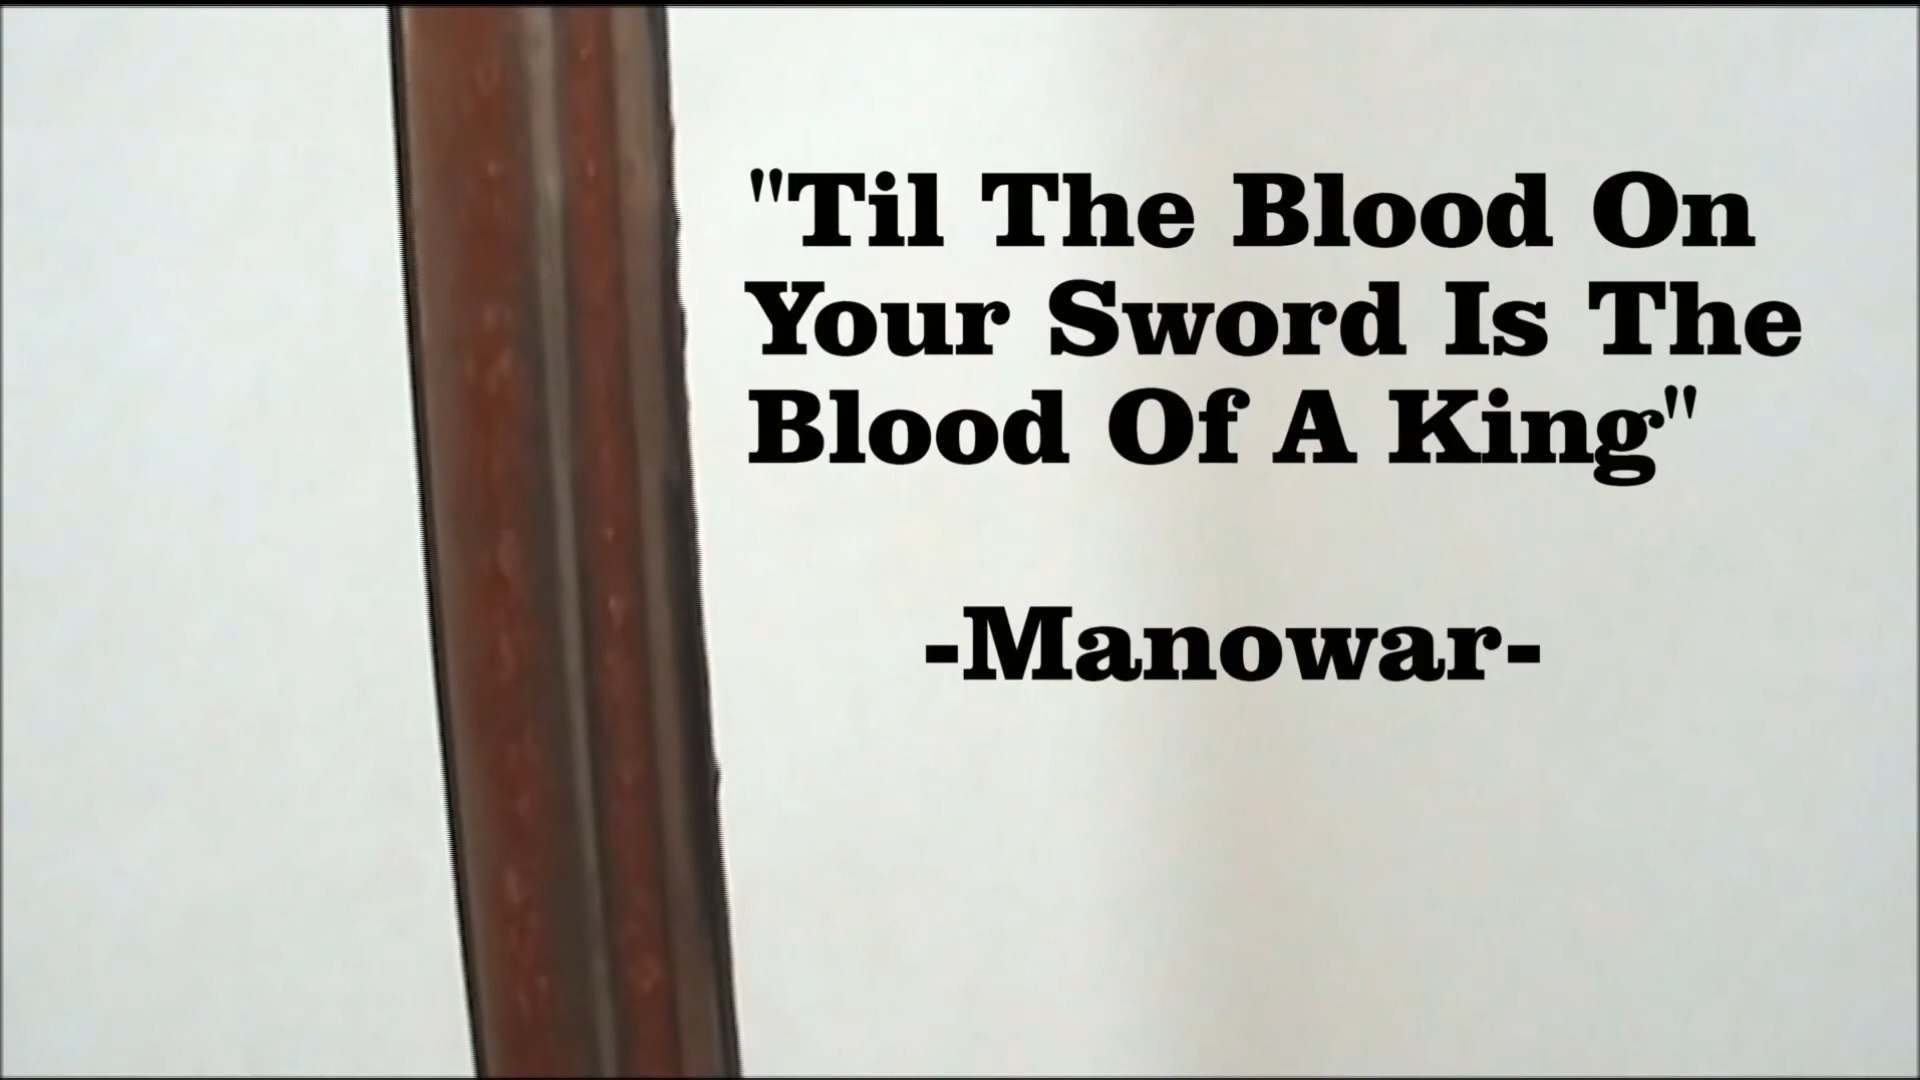 "Til The Blood On
Your Sword Is The
Blood Of A King"
-Manowar-